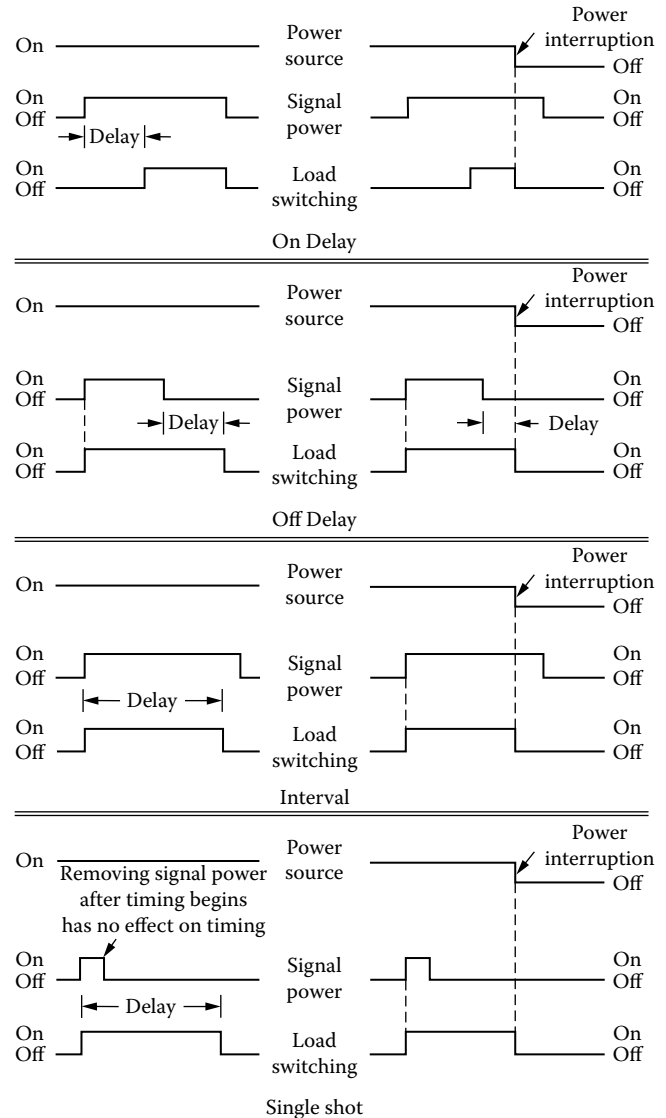 On
Power
source
Power
interruption
Off
On
Off
Signal
power
On
Off
Delay
On
Off
Load
switching
On
Off
On Delay
On
Power
source
Power
interruption
Off
On
Off
Signal
power
On
Off
Delay
Delay
On
Off
Load
switching
On
Off
Off Delay
On
Power
source
Power
interruption
Off
On
Off
Signal
power
On
Off
Delay
On
Off
Load
switching
On
Off
Interval
On
Power
source
Power
interruption
Off
Removing signal power
after timing begins
has no effect on timing
On
Off
Signal
power
On
Off
Delay
On
Off
Load
switching
On
Off
Single shot